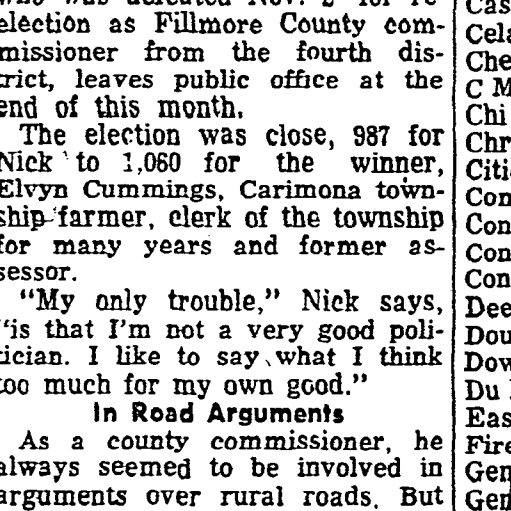 was defeated Nov. 2 for re-
election as Fillmore County com-
missioner from the fourth dis-
trict, leaves public office at the
end of this month.
The election was close, 987 for
Nick to 1,060 for the winner,
Elvyn Cummings, Carimona town-
ship farmer, clerk of the township
for many years and former as-
sessor.
"My only trouble," Nick says,
"is that I'm not a very good poli-
tician. I like to say what I think
too much for my own good."
In Road Arguments
As a county commissioner, he
always seemed to be involved in
arguments over rural roads. But
Cas
Cela
Che
C M
Chi
Chr
Citi
Con
Con
Con
Con
Dee
Dou
Dow
Du
Eas
Fire
Gen
Gen